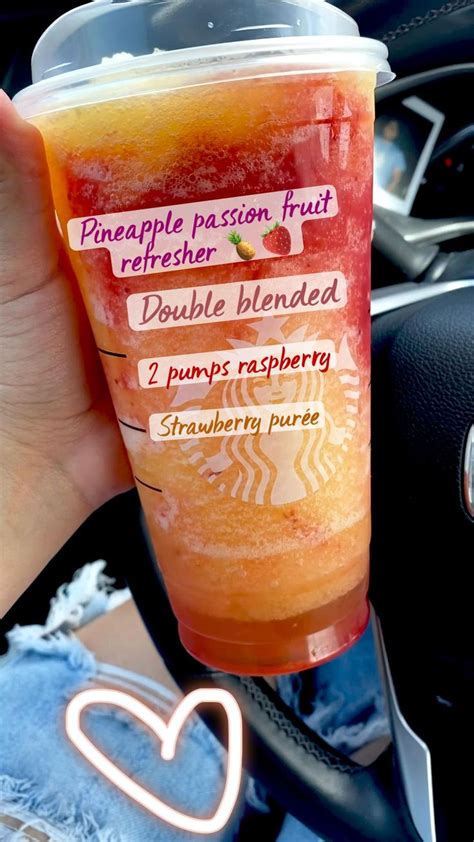 Pineapple passion fruit
refresher 🍍🍓
Double blended
2 pumps raspberry
Strawberry purée